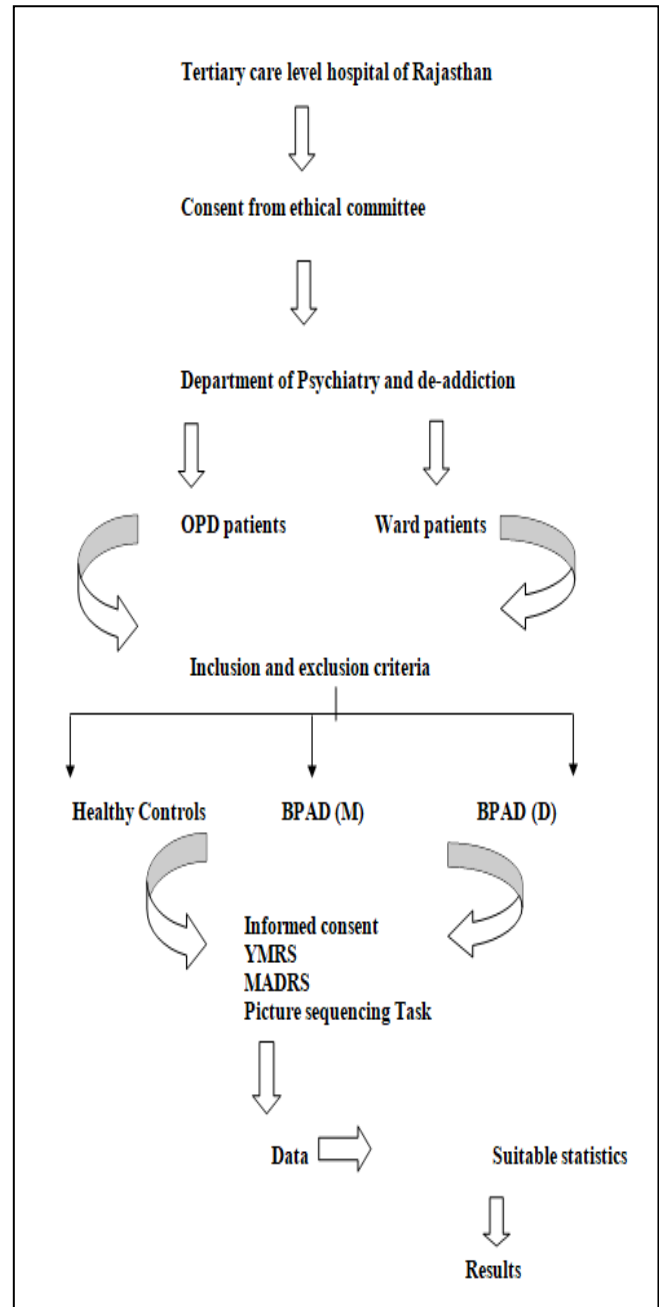 Tertiary care level hospital of Rajasthan
Consent from ethical committee
Department of Psychiatry and de-addiction
OPD patients
Ward patients
Inclusion and exclusion criteria
Healthy Controls
BPAD (M)
BPAD (D)
Informed consent
YMRS
MADRS
Picture sequencing Task
Data
Suitable statistics
Results